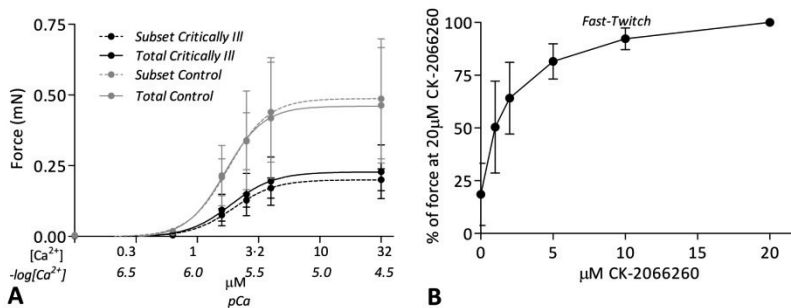 A
Force (mN)
0.75
0.50
0.25
0.00
Subset Critically Ill
Total Critically Ill
Subset Control
Total Control
[Ca²⁺] 0.3 1 3·2 10 32
-log[Ca²⁺] 6.5 6.0 5.5 5.0 4.5
μM
pCa
B
Fast-Twitch
% of force at 20μM CK-2066260
100
75
50
25
0
0 5 10 15 20
μM CK-2066260